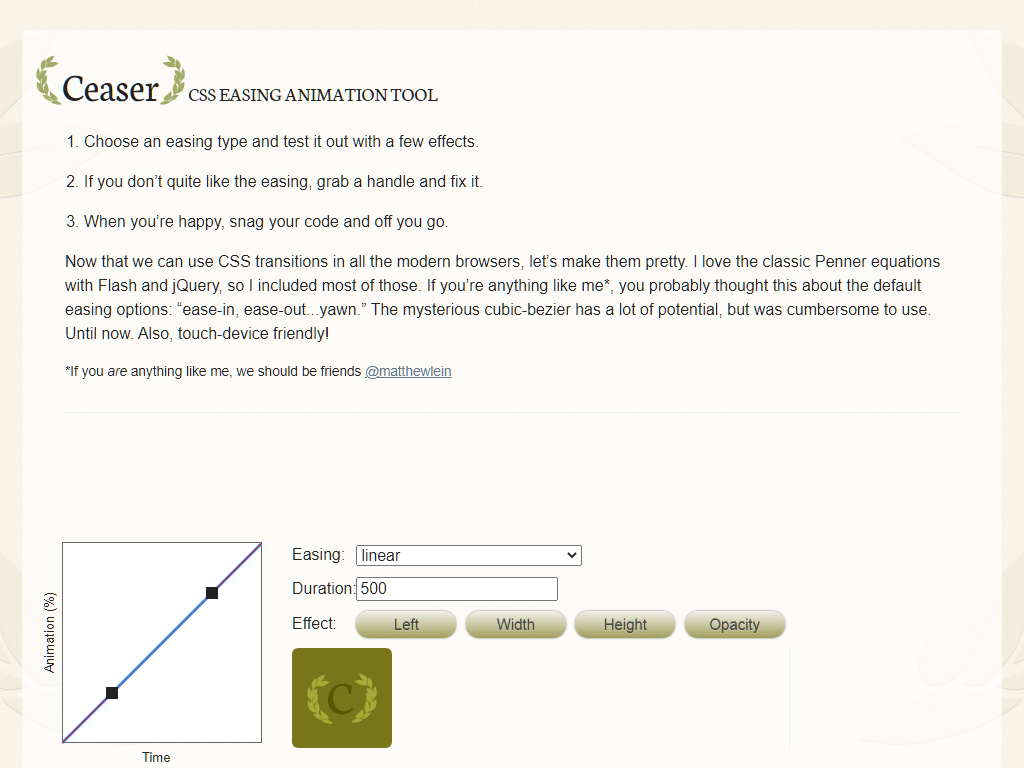 Ceaser CSS EASING ANIMATION TOOL
1. Choose an easing type and test it out with a few effects.
2. If you don’t quite like the easing, grab a handle and fix it.
3. When you’re happy, snag your code and off you go.
Now that we can use CSS transitions in all the modern browsers, let’s make them pretty. I love the classic Penner equations
with Flash and jQuery, so I included most of those. If you’re anything like me*, you probably thought this about the default
easing options: “ease-in, ease-out...yawn.” The mysterious cubic-bezier has a lot of potential, but was cumbersome to use.
Until now. Also, touch-device friendly!
*If you are anything like me, we should be friends @matthewlein
Easing: linear
Duration: 500
Effect: Left Width Height Opacity
C
Animation (%)
Time